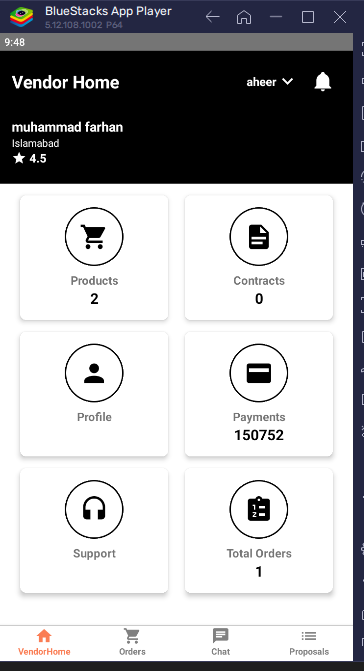 BlueStacks App Player
5.12.108.1002 P64
9:48
Vendor Home
aheer
muhammad farhan
Islamabad
4.5
Products
2
Contracts
0
Profile
Payments
150752
Support
Total Orders
1
VendorHome
Orders
Chat
Proposals